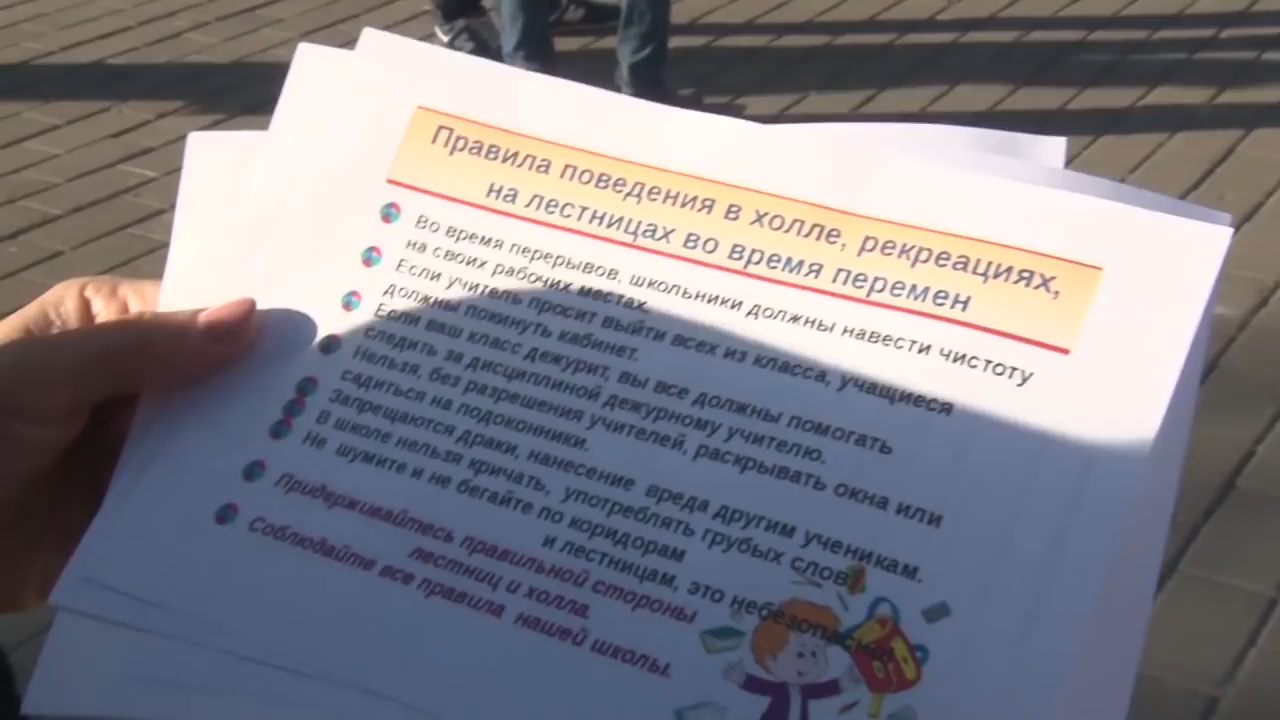 Правила поведения в холле, рекреациях,
на лестницах во время перемен
Во время перерывов, школьники должны навести чистоту
на своих рабочих местах.
Если учитель просит выйти всех из класса, учащиеся
должны покинуть кабинет.
Если ваш класс дежурит, вы все должны помогать
следить за дисциплиной дежурному учителю.
Нельзя, без разрешения учителей, раскрывать окна или
садиться на подоконники.
Запрещаются драки, нанесение вреда другим ученикам.
В школе нельзя кричать, употреблять грубых слов.
Не шумите и не бегайте по коридорам
и лестницам, это небезопасно!
Придерживайтесь правильной стороны
лестниц и холла.
Соблюдайте все правила нашей школы.